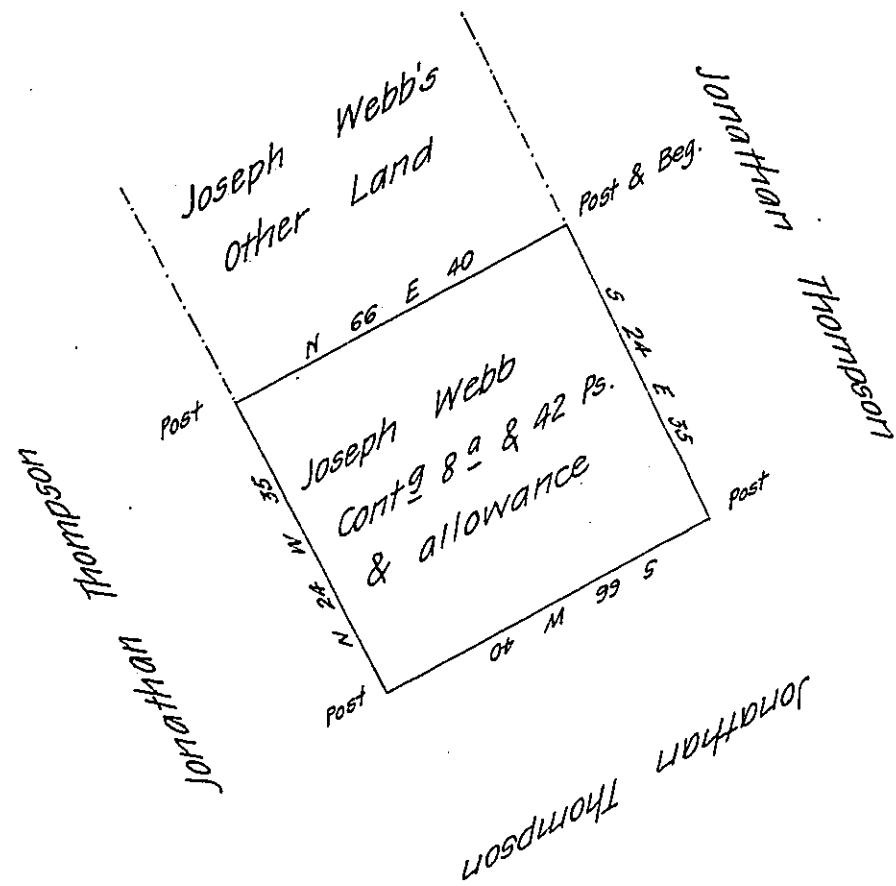 Joseph Webb's
Other Land
Jonathan Thompson
Post & Beg.
N 66 E 40
S 24 E 35
Post
Joseph Webb
Contg 8a & 42 Ps.
& allowance
N 24 W 35
Post
S 66 W 40
Post
Jonathan Thompson
Jonathan Thompson